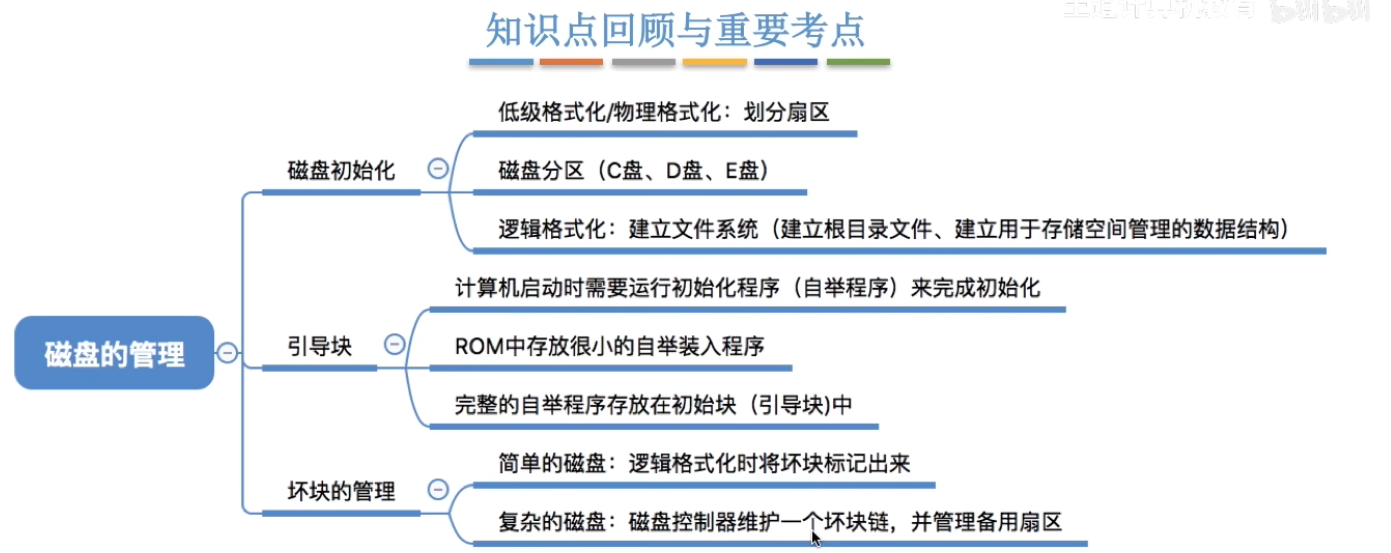 知识点回顾与重要考点
磁盘的管理
磁盘初始化
低级格式化/物理格式化：划分扇区
磁盘分区（C盘、D盘、E盘）
逻辑格式化：建立文件系统（建立根目录文件、建立用于存储空间管理的数据结构）
引导块
计算机启动时需要运行初始化程序（自举程序）来完成初始化
ROM中存放很小的自举装入程序
完整的自举程序存放在初始块（引导块)中
坏块的管理
简单的磁盘：逻辑格式化时将坏块标记出来
复杂的磁盘：磁盘控制器维护一个坏块链，并管理备用扇区